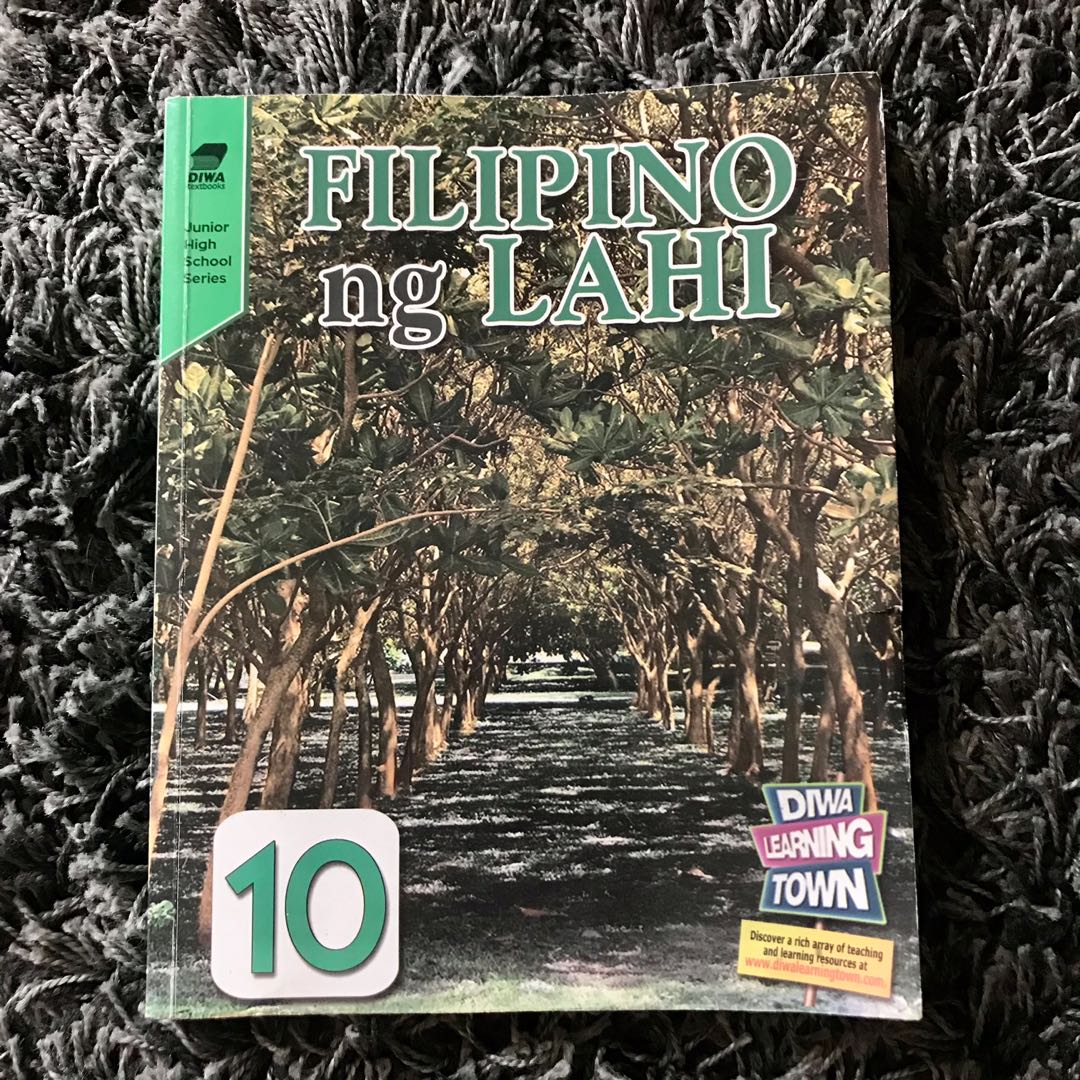 DIWA
textbooks
Junior
High
School
Series
FILIPINO
ng LAHI
10
DIWA
LEARNING
TOWN
Discover a rich array of teaching
and learning resources at
www.diwalearningtown.com